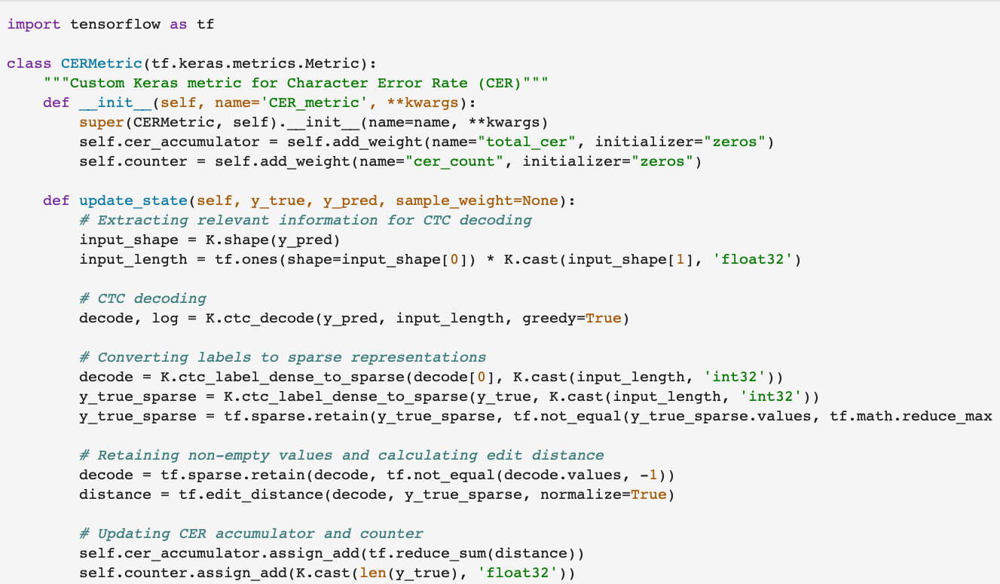 import tensorflow as tf
class CERMetric(tf.keras.metrics.Metric):
"""Custom Keras metric for Character Error Rate (CER)"""
def __init__(self, name='CER_metric', **kwargs):
super(CERMetric, self).__init__(name=name, **kwargs)
self.cer_accumulator = self.add_weight(name="total_cer", initializer="zeros")
self.counter = self.add_weight(name="cer_count", initializer="zeros")
def update_state(self, y_true, y_pred, sample_weight=None):
# Extracting relevant information for CTC decoding
input_shape = K.shape(y_pred)
input_length = tf.ones(shape=input_shape[0]) * K.cast(input_shape[1], 'float32')
# CTC decoding
decode, log = K.ctc_decode(y_pred, input_length, greedy=True)
# Converting labels to sparse representations
decode = K.ctc_label_dense_to_sparse(decode[0], K.cast(input_length, 'int32'))
y_true_sparse = K.ctc_label_dense_to_sparse(y_true, K.cast(input_length, 'int32'))
y_true_sparse = tf.sparse.retain(y_true_sparse, tf.not_equal(y_true_sparse.values, tf.math.reduce_max
# Retaining non-empty values and calculating edit distance
decode = tf.sparse.retain(decode, tf.not_equal(decode.values, -1))
distance = tf.edit_distance(decode, y_true_sparse, normalize=True)
# Updating CER accumulator and counter
self.cer_accumulator.assign_add(tf.reduce_sum(distance))
self.counter.assign_add(K.cast(len(y_true), 'float32'))